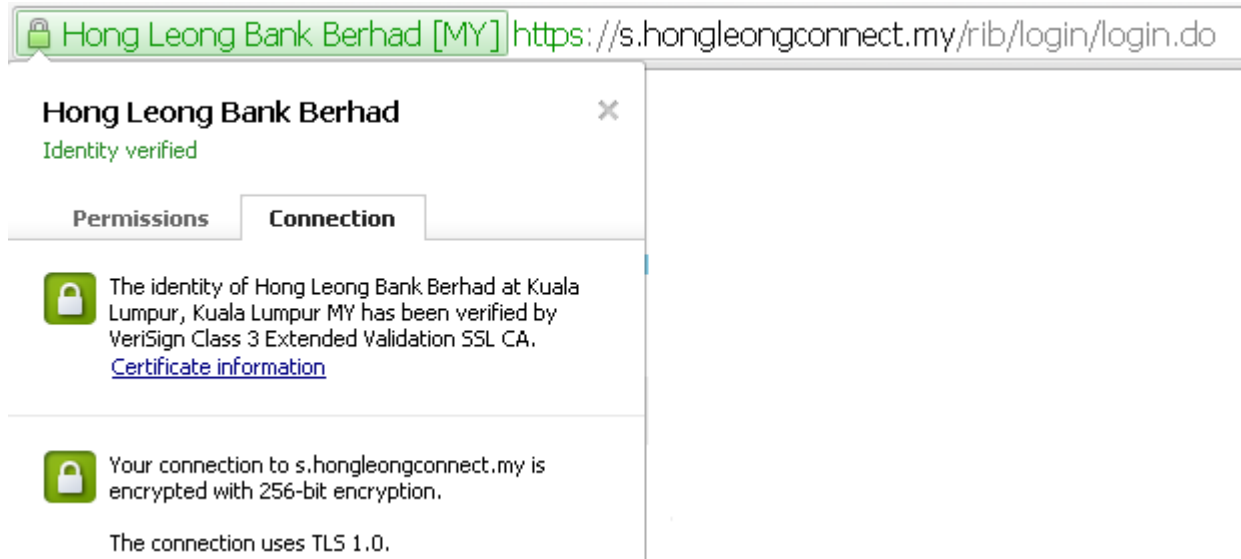 Hong Leong Bank Berhad [MY] https://s.hongleongconnect.my/rib/login/login.do
Hong Leong Bank Berhad
Identity verified
Permissions Connection
The identity of Hong Leong Bank Berhad at Kuala
Lumpur, Kuala Lumpur MY has been verified by
VeriSign Class 3 Extended Validation SSL CA.
Certificate information
Your connection to s.hongleongconnect.my is
encrypted with 256-bit encryption.
The connection uses TLS 1.0.